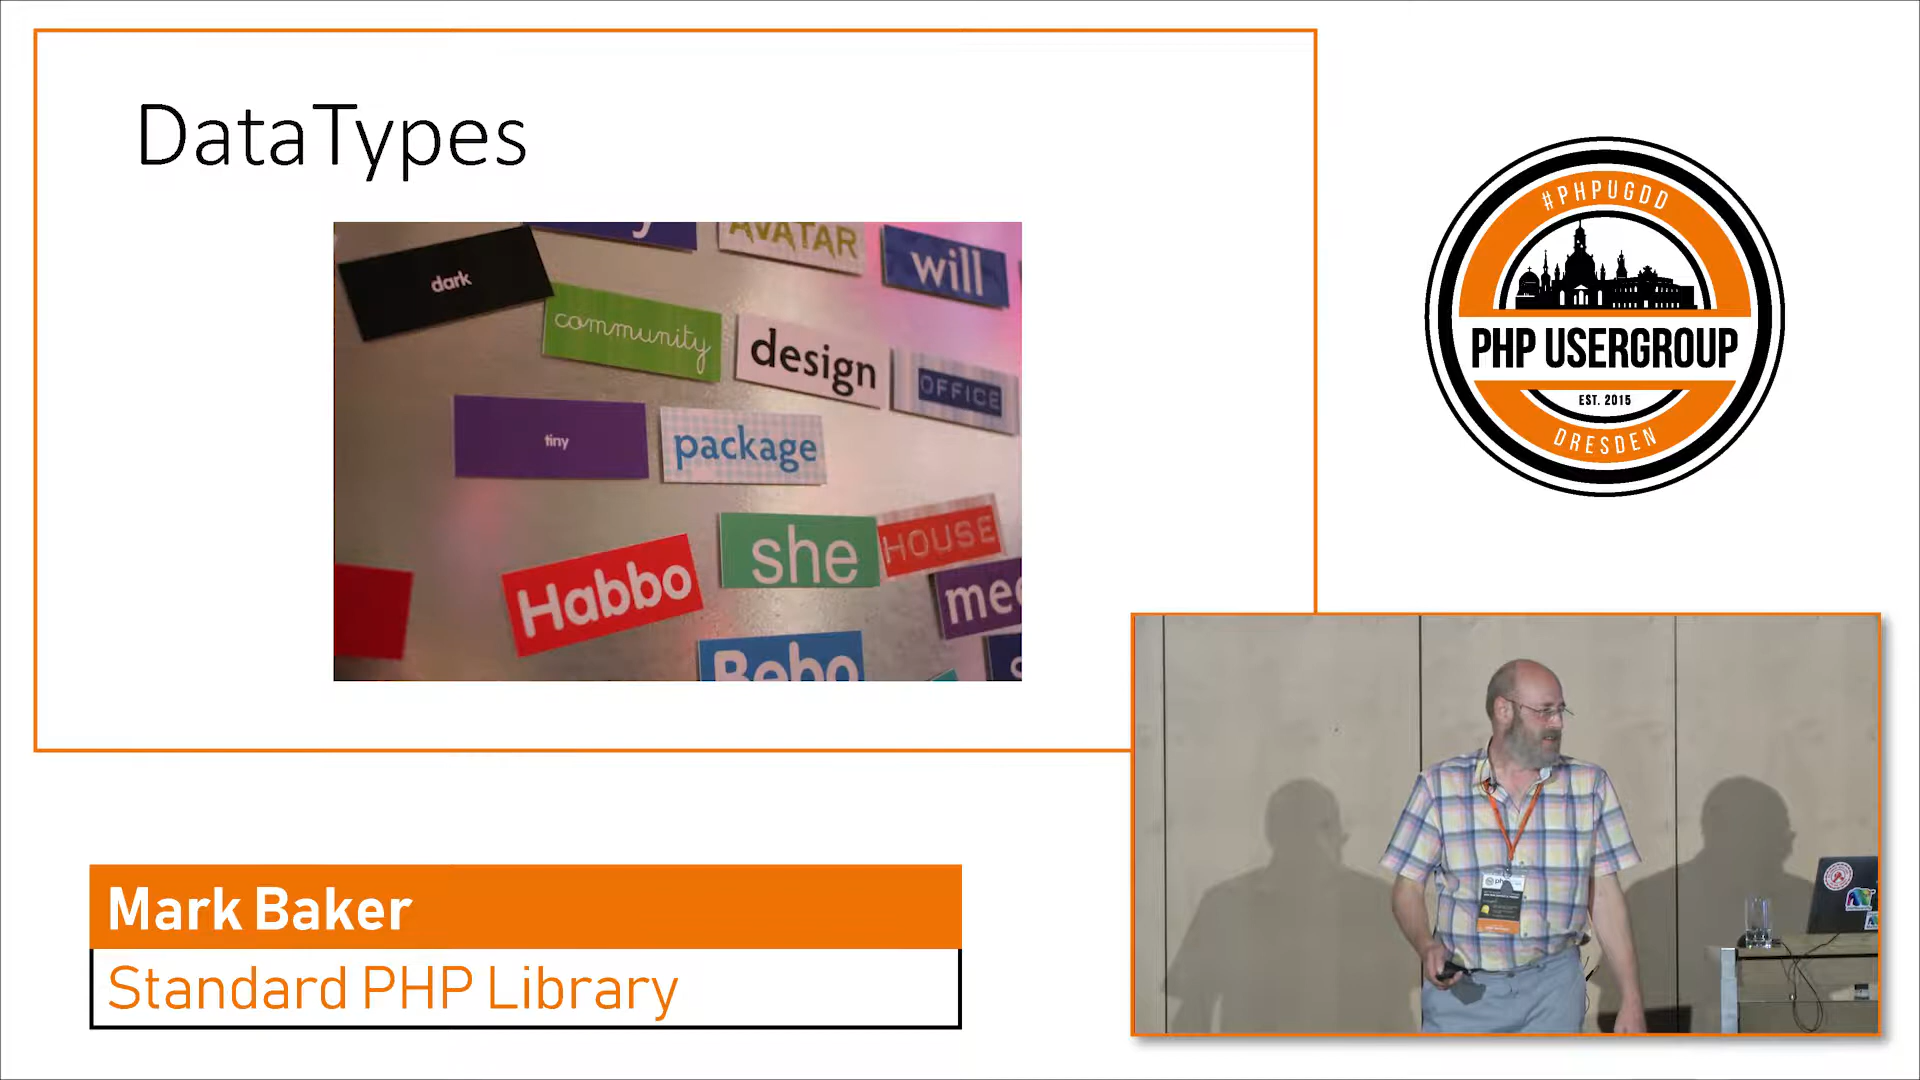 DataTypes
AVATAR
will
dark
community
design
OFFICE
tiny
package
she
HOUSE
Habbo
Bebo
#PHPUGDD
PHP USERGROUP
EST. 2015
DRESDEN
Mark Baker
Standard PHP Library